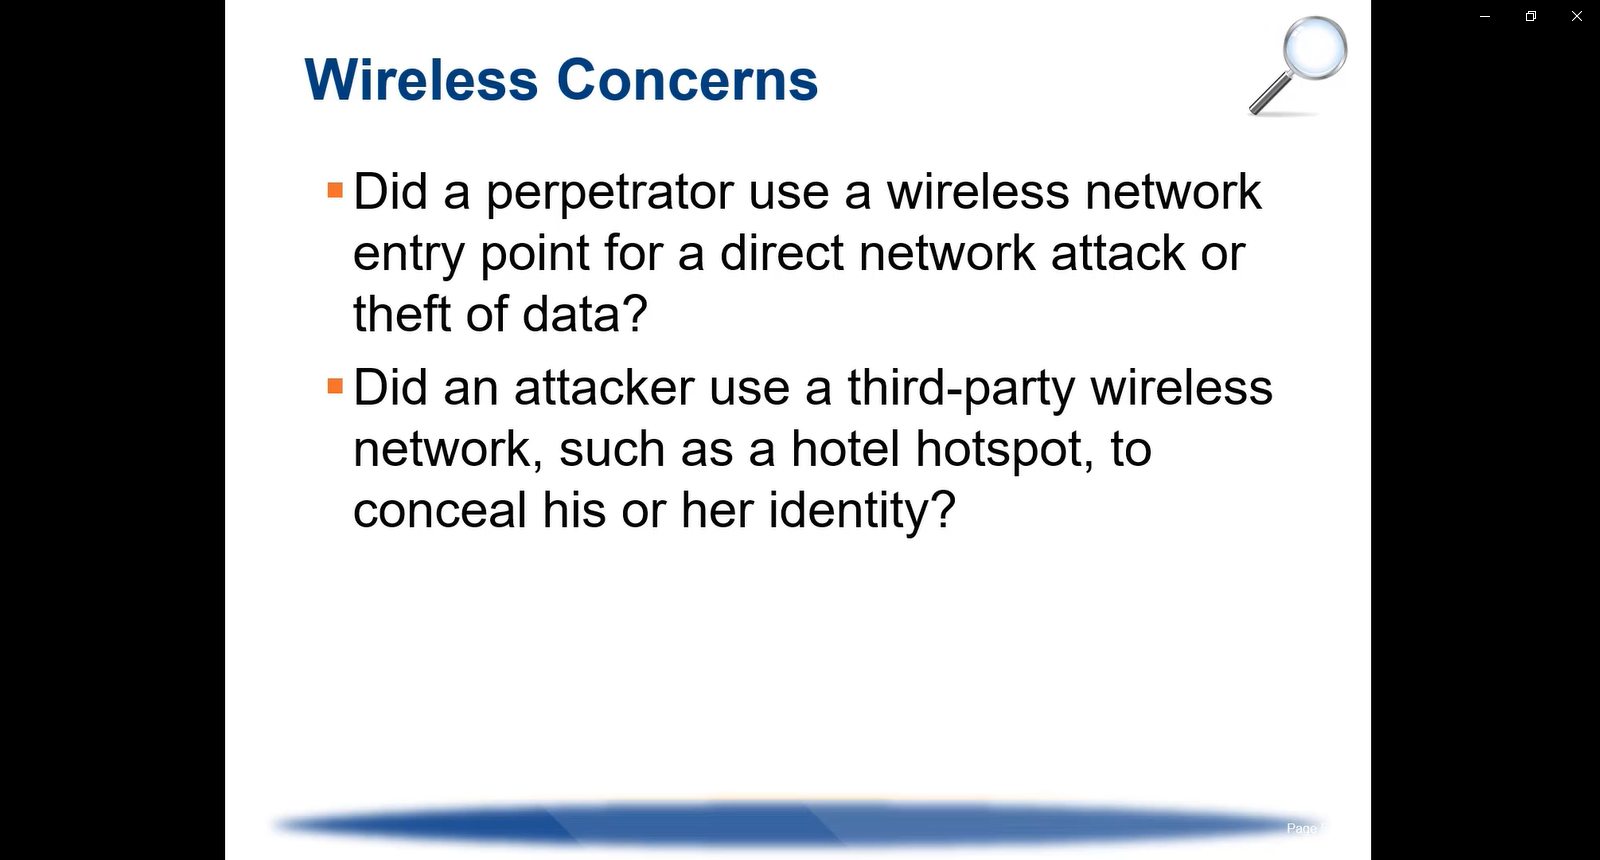 Wireless Concerns
Did a perpetrator use a wireless network
entry point for a direct network attack or
theft of data?
Did an attacker use a third-party wireless
network, such as a hotel hotspot, to
conceal his or her identity?
Page